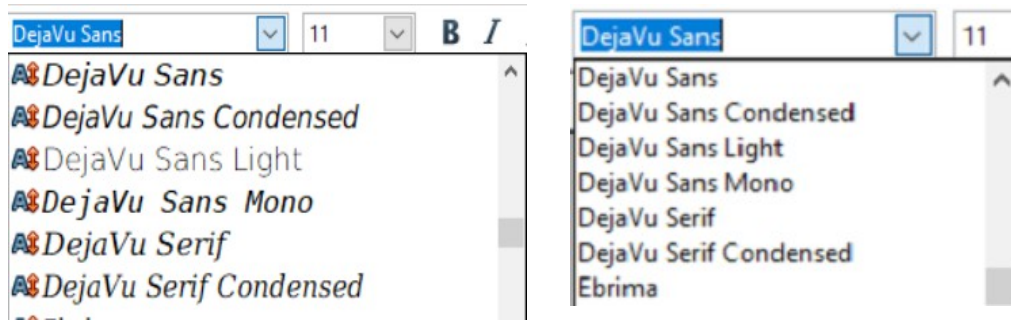 DejaVu Sans 11 B I
DejaVu Sans
DejaVu Sans Condensed
DejaVu Sans Light
DejaVu Sans Mono
DejaVu Serif
DejaVu Serif Condensed
DejaVu Sans 11
DejaVu Sans
DejaVu Sans Condensed
DejaVu Sans Light
DejaVu Sans Mono
DejaVu Serif
DejaVu Serif Condensed
Ebrima